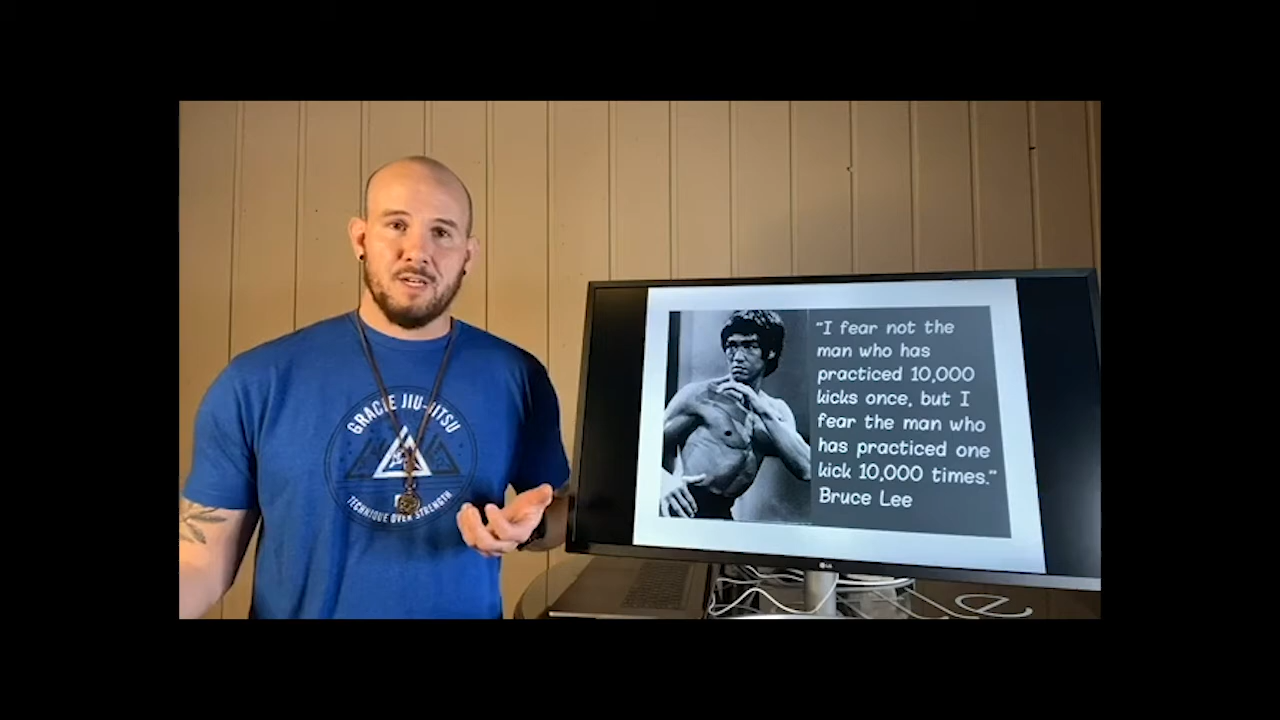 GRACIE JIU-JITSU
TECHNIQUE OVER STRENGTH
"I fear not the
man who has
practiced 10,000
kicks once, but I
fear the man who
has practiced one
kick 10,000 times."
Bruce Lee
LG